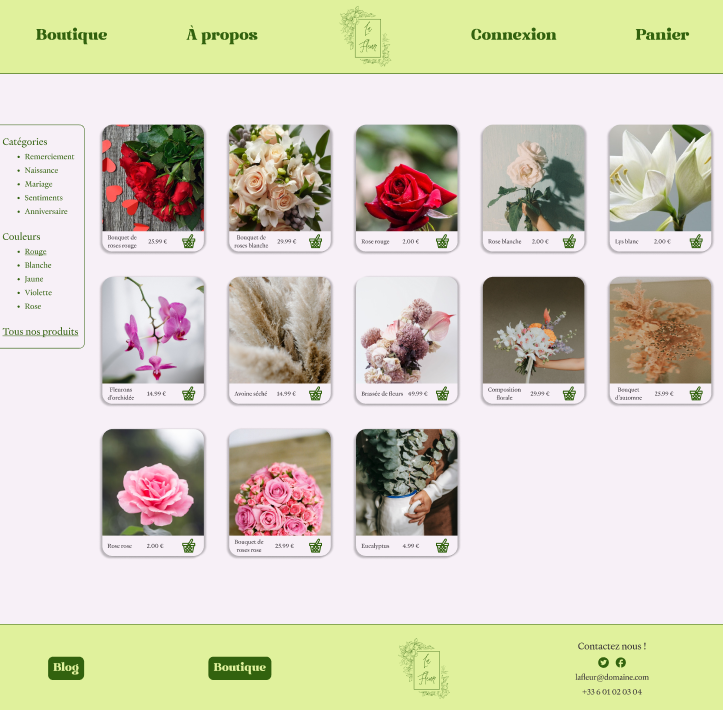 Boutique
À propos
La
Fleur
Connexion
Panier
Catégories
• Remerciement
• Naissance
• Mariage
• Sentiments
• Anniversaire
Couleurs
• Rouge
• Blanche
• Jaune
• Violette
• Rose
Tous nos produits
Bouquet de
roses rouge
25.99 €
Bouquet de
roses blanche
29.99 €
Rose rouge
2.00 €
Rose blanche
2.00 €
Lys blanc
2.00 €
Fleurons
d'orchidée
14.99 €
Avoine séché
14.99 €
Brassée de fleurs
49.99 €
Composition
florale
29.99 €
Bouquet
d'automne
25.99 €
Rose rose
2.00 €
Bouquet de
roses rose
25.99 €
Eucalyptus
4.99 €
Blog
Boutique
La
Fleur
Contactez nous !
lafleur@domaine.com
+33 6 01 02 03 04